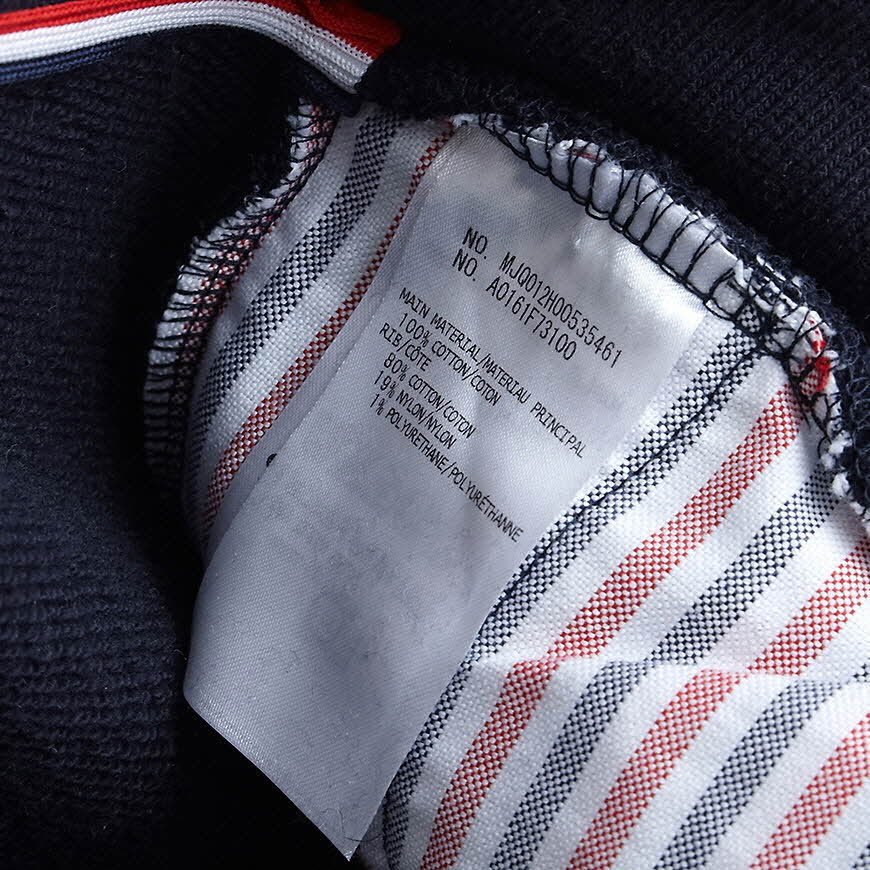 NO. MJQ012H00535461
NO. A0161F73100
MAIN MATERIAL/MATERIAU PRINCIPAL
100% COTTON/COTON
RIB/CÔTE
80% COTTON/COTON
19% NYLON/NYLON
1% POLYURETHANE/POLYURÉTHANNE